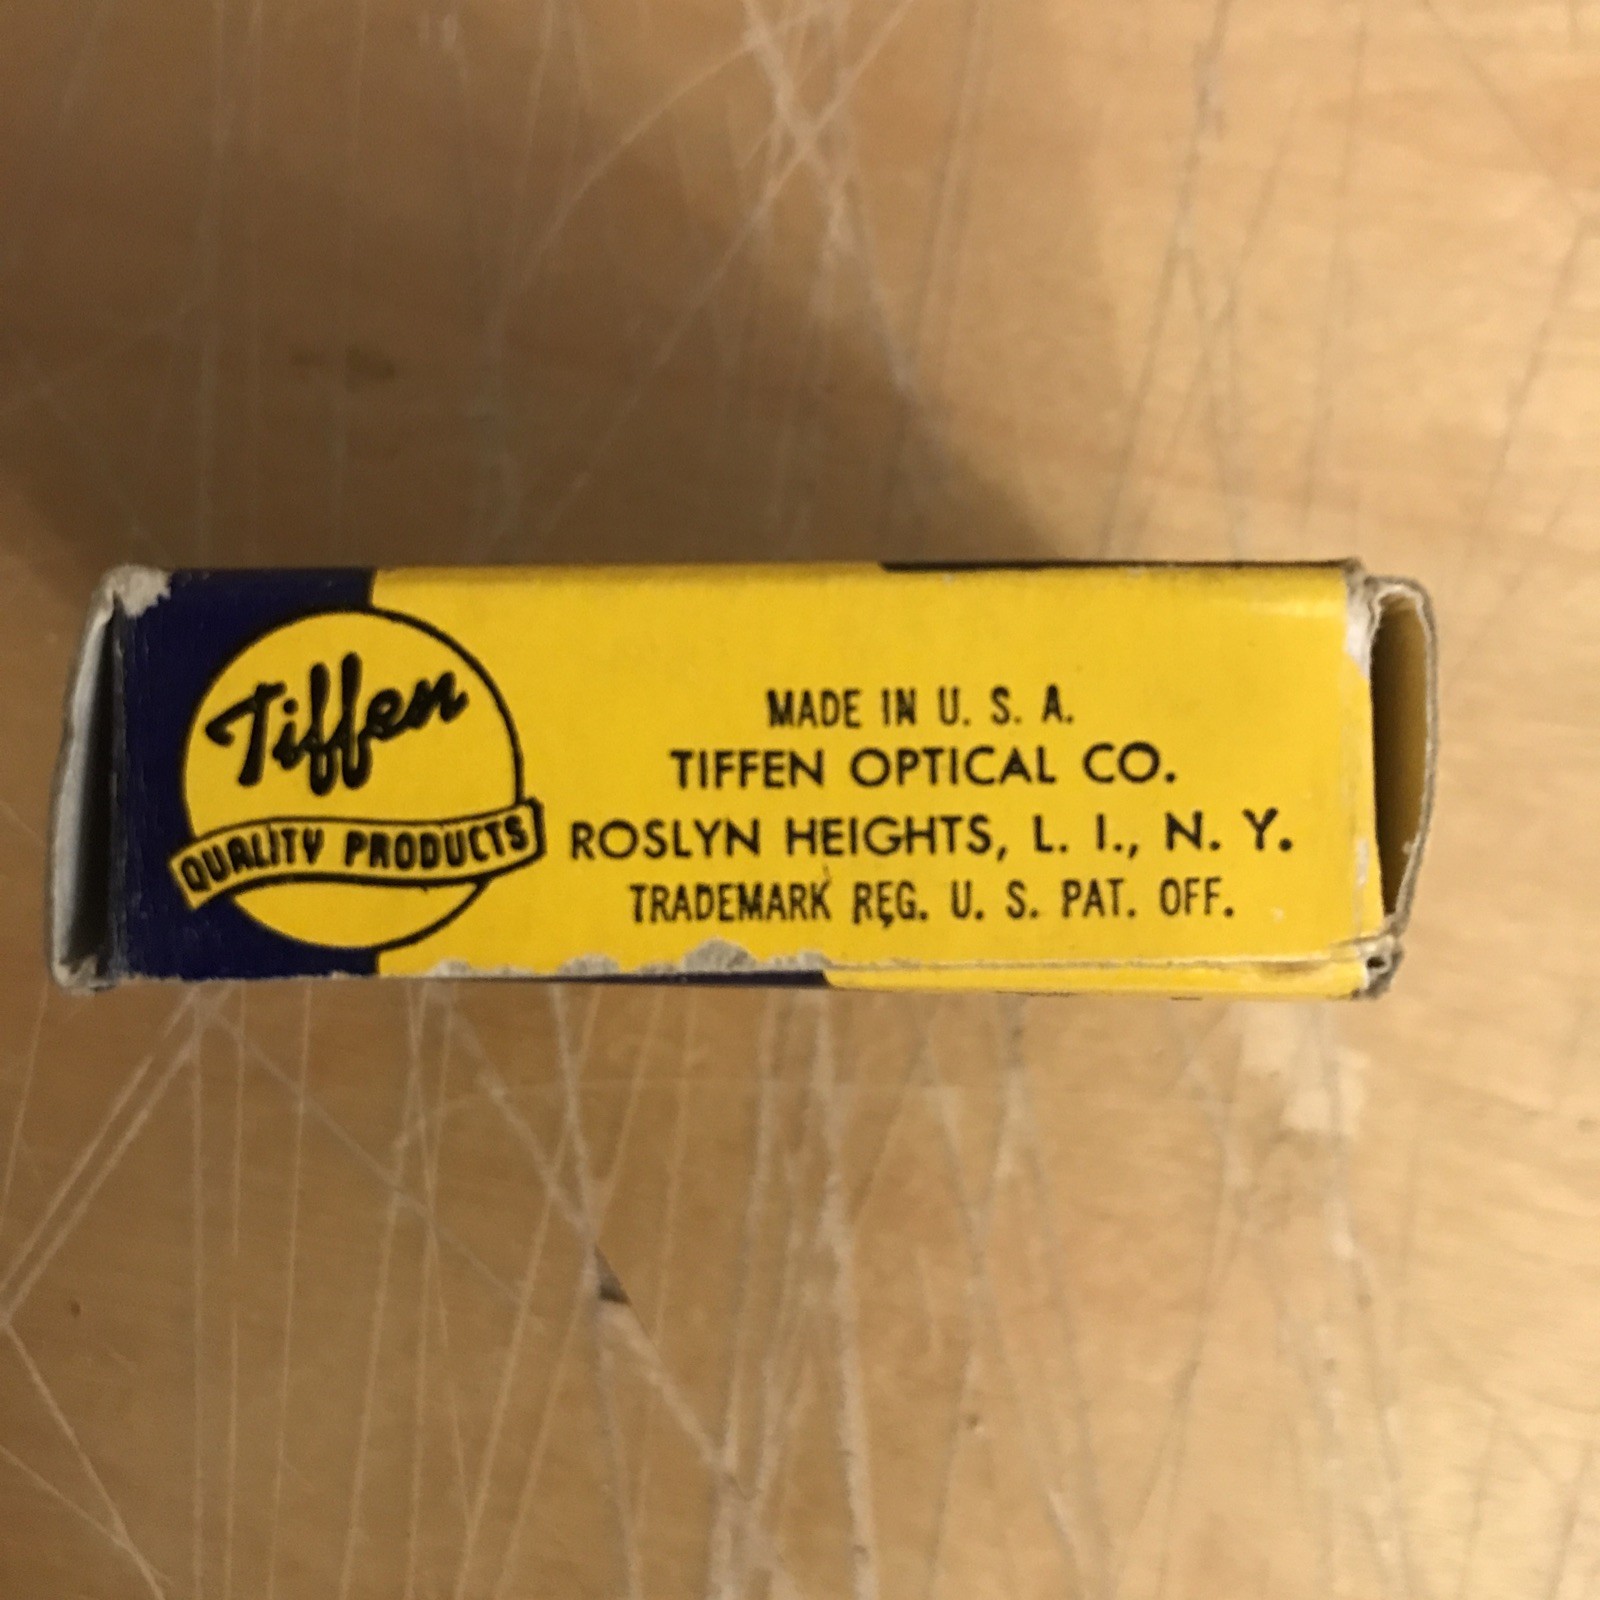 Tiffen
QUALITY PRODUCTS
MADE IN U. S. A.
TIFFEN OPTICAL CO.
ROSLYN HEIGHTS, L. I., N. Y.
TRADEMARK REG. U. S. PAT. OFF.